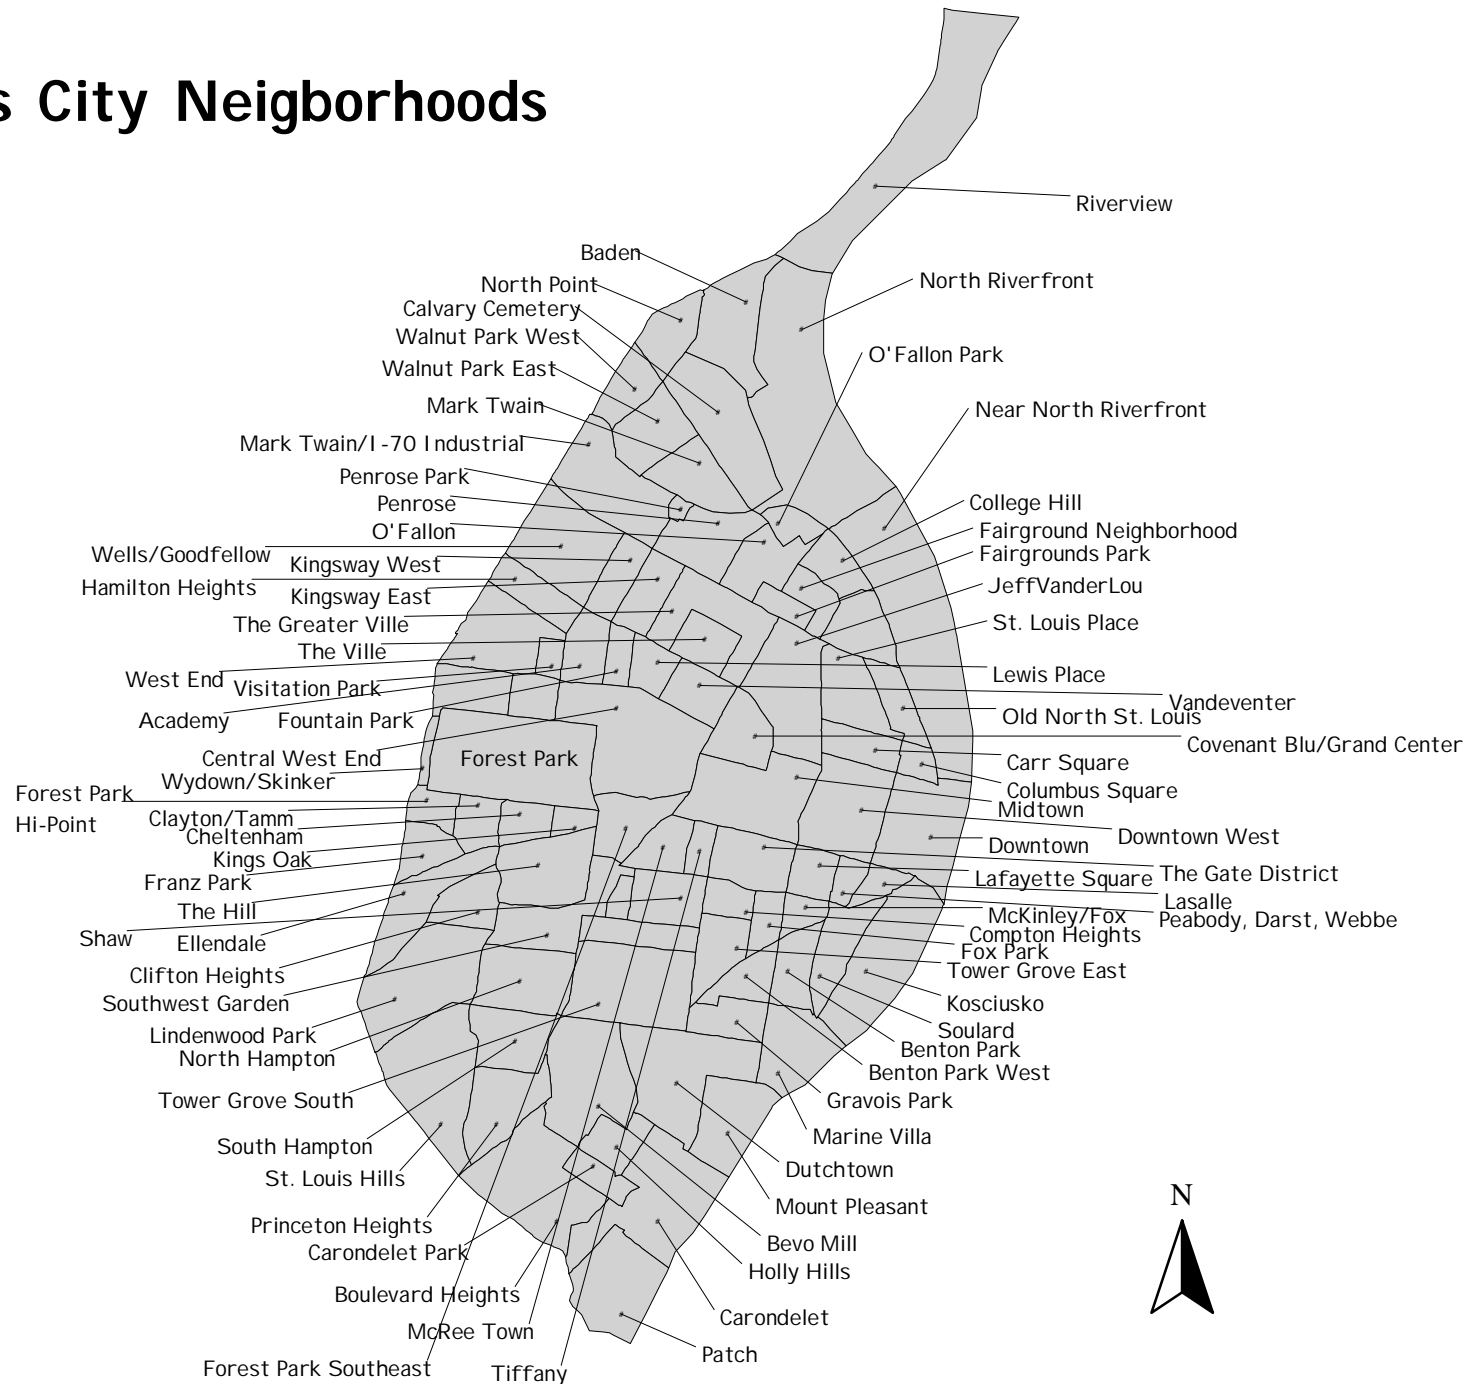 s City Neigborhoods
Riverview
Baden
North Riverfront
North Point
Calvary Cemetery
Walnut Park West
O'Fallon Park
Walnut Park East
Mark Twain
Near North Riverfront
Mark Twain/I-70 Industrial
Penrose Park
Penrose
College Hill
O'Fallon
Fairground Neighborhood
Wells/Goodfellow
Fairgrounds Park
Kingsway West
Hamilton Heights
JeffVanderLou
Kingsway East
The Greater Ville
St. Louis Place
The Ville
Lewis Place
West End
Visitation Park
Vandeventer
Academy
Fountain Park
Old North St. Louis
Covenant Blu/Grand Center
Central West End
Forest Park
Carr Square
Wydown/Skinker
Columbus Square
Forest Park
Hi-Point
Midtown
Clayton/Tamm
Cheltenham
Downtown West
Downtown
Kings Oak
The Gate District
Franz Park
Lafayette Square
Lasalle
The Hill
McKinley/Fox
Peabody, Darst, Webbe
Shaw
Ellendale
Compton Heights
Fox Park
Clifton Heights
Tower Grove East
Southwest Garden
Kosciusko
Lindenwood Park
Soulard
North Hampton
Benton Park
Benton Park West
Tower Grove South
Gravois Park
South Hampton
Marine Villa
St. Louis Hills
Dutchtown
Mount Pleasant
Princeton Heights
Carondelet Park
Bevo Mill
Holly Hills
Boulevard Heights
Carondelet
McRee Town
Patch
Forest Park Southeast
Tiffany
N